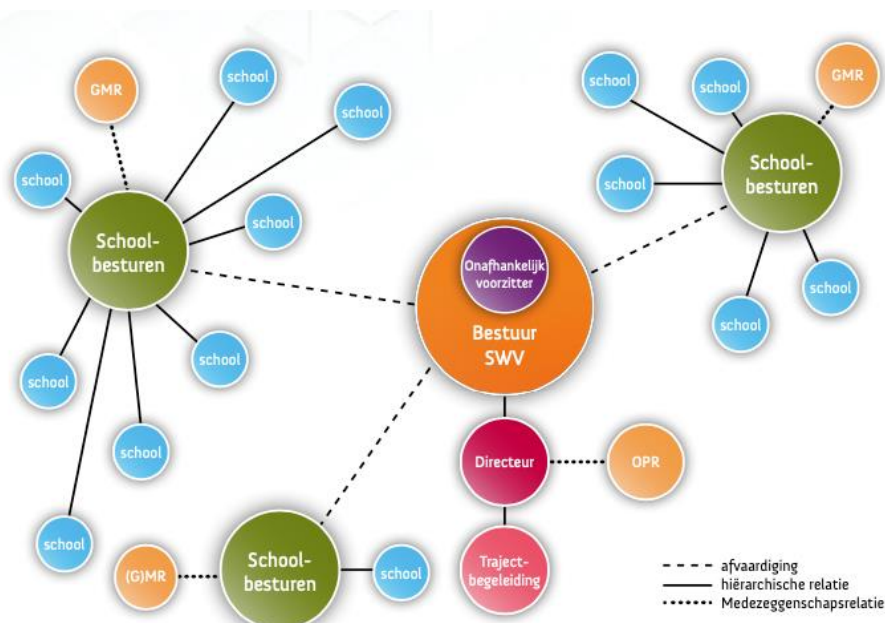 GMR
school
school
school
school
School-
besturen
school
school
school
school
school
GMR
school
school
school
School-
besturen
school
school
Onafhankelijk
voorzitter
Bestuur
SWV
Directeur
OPR
Traject-
begeleiding
(G)MR
School-
besturen
school
afvaardiging
hiërarchische relatie
Medezeggenschapsrelatie